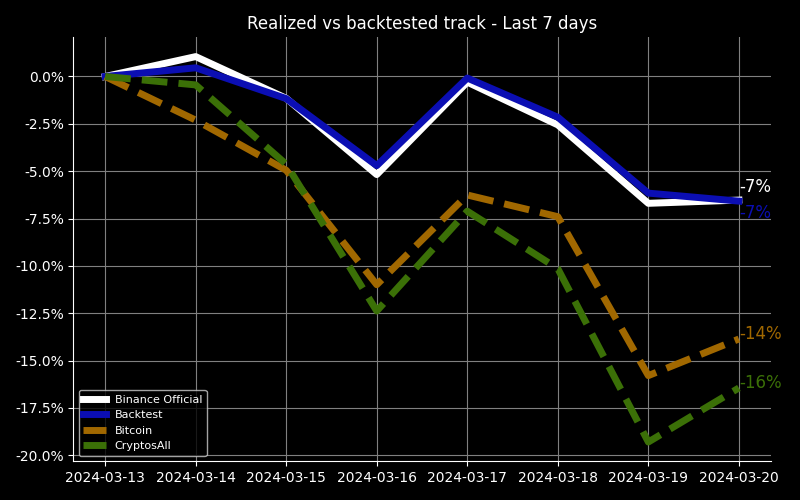 Realized vs backtested track - Last 7 days
0.0%
-2.5%
-5.0%
-7.5%
-10.0%
-12.5%
-15.0%
-17.5%
-20.0%
-7%
-7%
-14%
-16%
Binance Official
Backtest
Bitcoin
CryptosAll
2024-03-13 2024-03-14 2024-03-15 2024-03-16 2024-03-17 2024-03-18 2024-03-19 2024-03-20